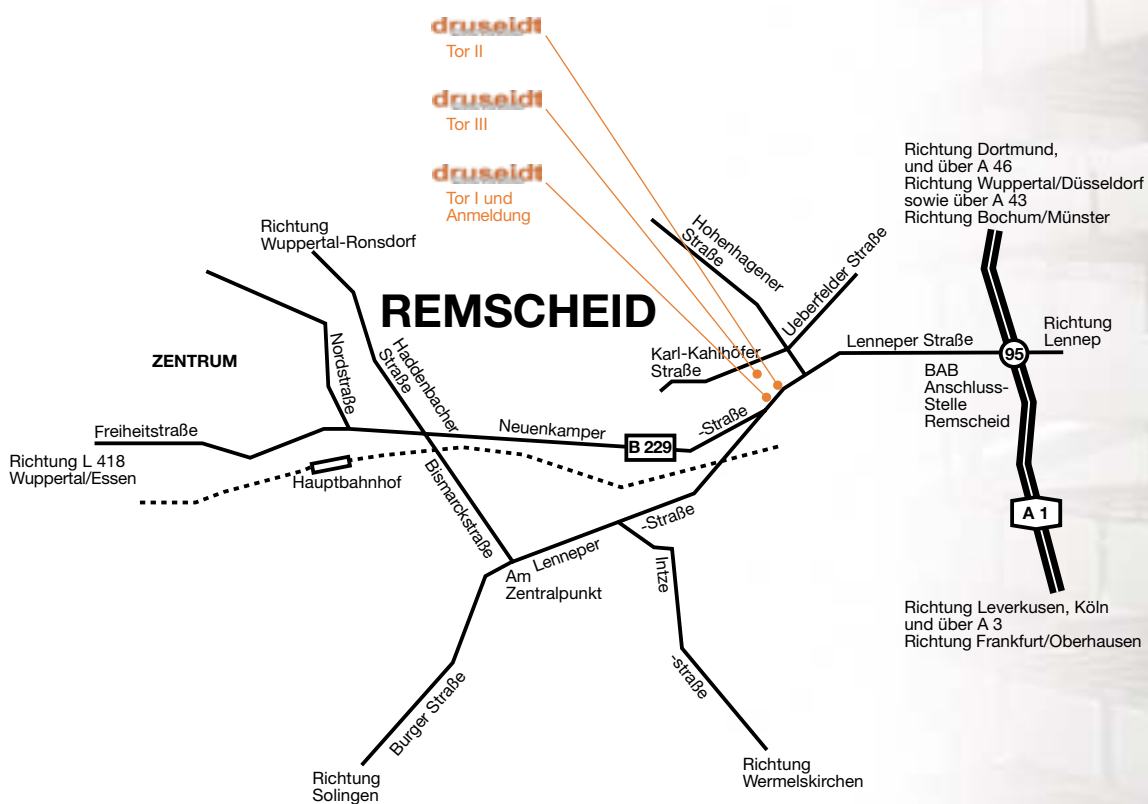 druseidt
Tor II
druseidt
Tor III
druseidt
Tor I und
Anmeldung
Richtung Dortmund,
und über A 46
Richtung Wuppertal/Düsseldorf
sowie über A 43
Richtung Bochum/Münster
Richtung
Wuppertal-Ronsdorf
Hohenhagener
Straße
Ueberfelder Straße
REMSCHEID
ZENTRUM
Nordstraße
Haddenbacher
Straße
Karl-Kahlhöfer
Straße
Lenneper Straße
95
Richtung
Lennep
BAB
Anschluss-
Stelle
Remscheid
Freiheitstraße
Neuenkamper
B 229
-Straße
Richtung L 418
Wuppertal/Essen
Hauptbahnhof
Bismarckstraße
Lenneper
-Straße
Am
Zentralpunkt
Intze
-straße
A 1
Burger Straße
Richtung Leverkusen, Köln
und über A 3
Richtung Frankfurt/Oberhausen
Richtung
Solingen
Richtung
Wermelskirchen